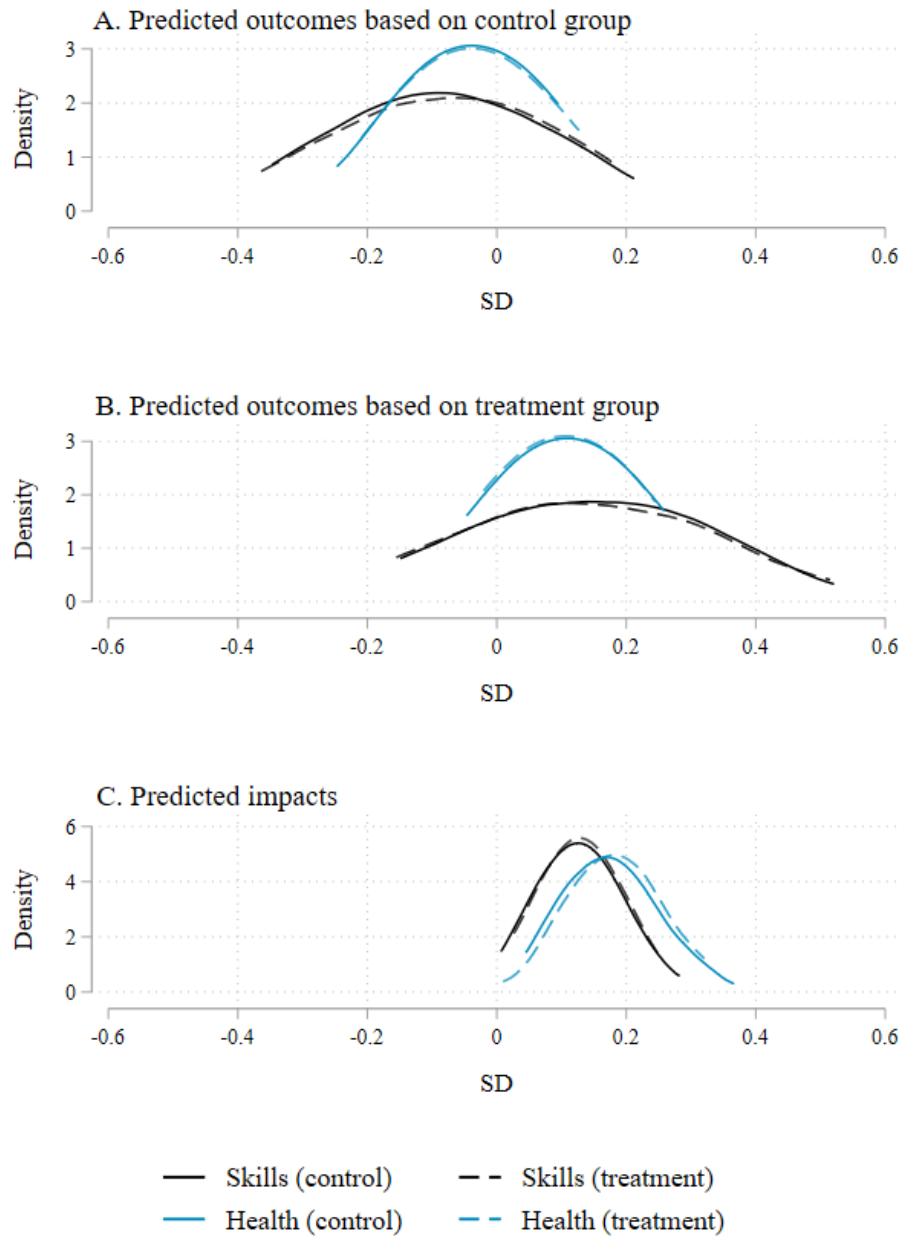 A. Predicted outcomes based on control group
3
2
1
0
Density
-0.6 -0.4 -0.2 0 0.2 0.4 0.6
SD
B. Predicted outcomes based on treatment group
3
2
1
0
Density
-0.6 -0.4 -0.2 0 0.2 0.4 0.6
SD
C. Predicted impacts
6
4
2
0
Density
-0.6 -0.4 -0.2 0 0.2 0.4 0.6
SD
Skills (control) Skills (treatment)
Health (control) Health (treatment)